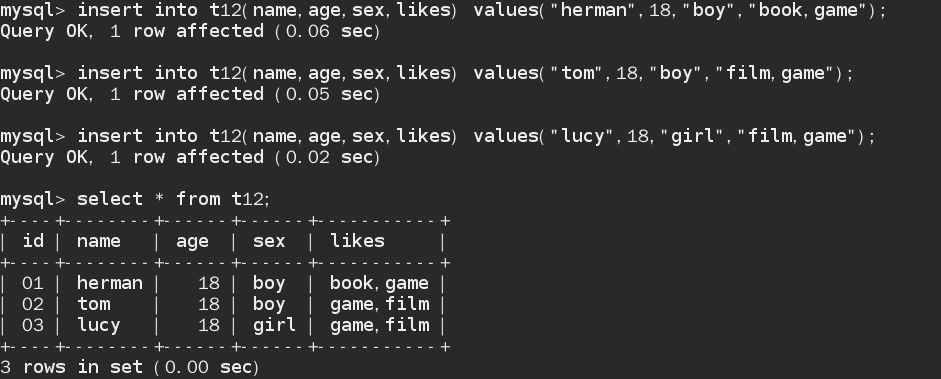 mysql> insert into t12(name,age,sex,likes) values("herman",18,"boy","book,game");
Query OK, 1 row affected (0.06 sec)
mysql> insert into t12(name,age,sex,likes) values("tom",18,"boy","film,game");
Query OK, 1 row affected (0.05 sec)
mysql> insert into t12(name,age,sex,likes) values("lucy",18,"girl","film,game");
Query OK, 1 row affected (0.02 sec)
mysql> select * from t12;
+----+--------+------+------+-----------+
| id | name   | age  | sex  | likes     |
+----+--------+------+------+-----------+
| 01 | herman |   18 | boy  | book,game |
| 02 | tom    |   18 | boy  | game,film |
| 03 | lucy   |   18 | girl | game,film |
+----+--------+------+------+-----------+
3 rows in set (0.00 sec)